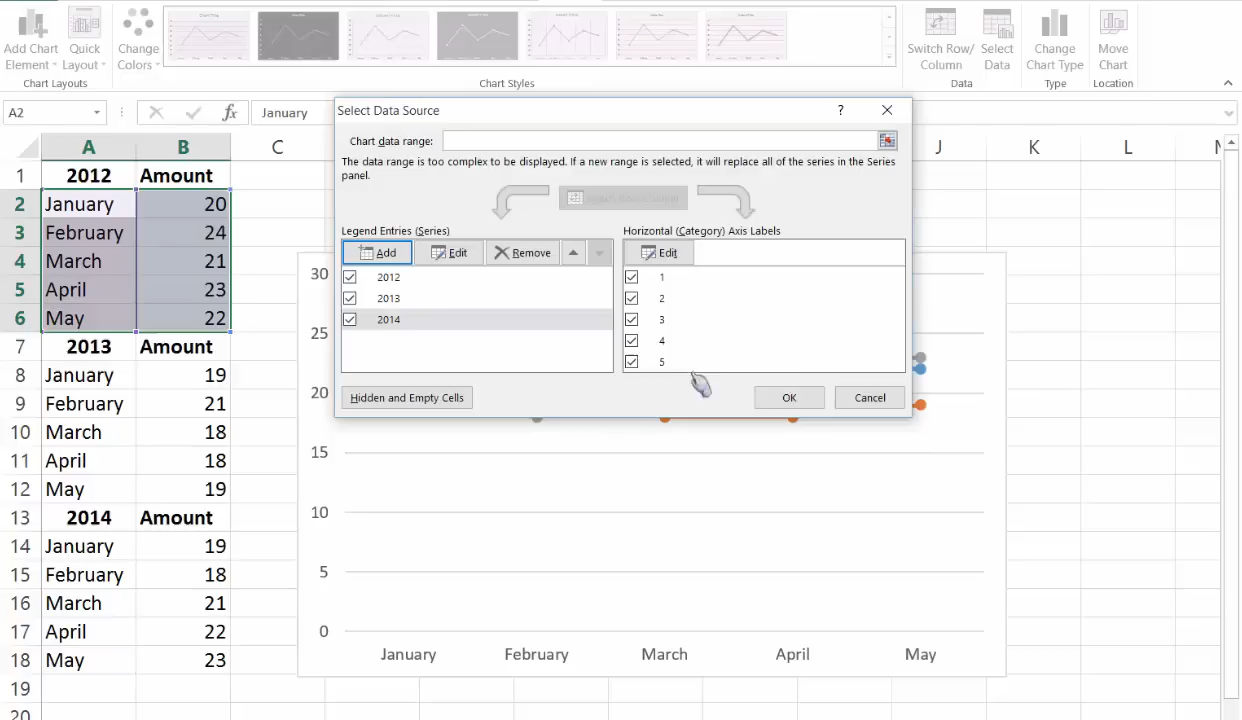 Add Chart Element
Quick Layout
Change Colors
Chart Layouts
Chart Styles
Switch Row/ Column
Select Data
Data
Change Chart Type
Type
Move Chart
Location
A2
fx
January
A B C J K L
1 2012 Amount
2 January 20
3 February 24
4 March 21
5 April 23
6 May 22
7 2013 Amount
8 January 19
9 February 21
10 March 18
11 April 18
12 May 19
13 2014 Amount
14 January 19
15 February 18
16 March 21
17 April 22
18 May 23
19
20
Select Data Source
?
Chart data range:
The data range is too complex to be displayed. If a new range is selected, it will replace all of the series in the Series
panel.
Legend Entries (Series)
Add Edit Remove
2012
2013
2014
Horizontal (Category) Axis Labels
Edit
1
2
3
4
5
Hidden and Empty Cells
OK Cancel
30
25
20
15
10
5
0
January February March April May